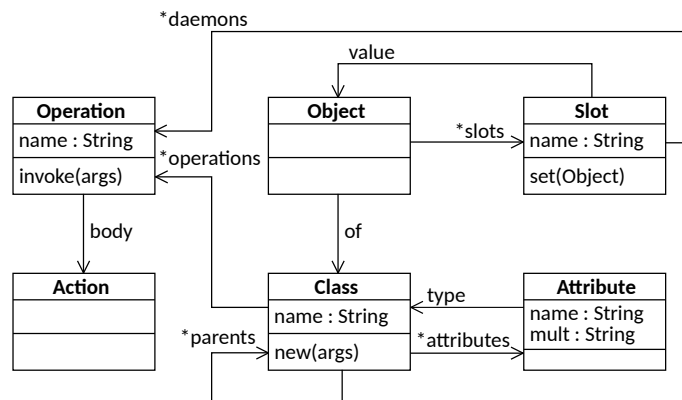 *daemons
value
Operation
name : String
invoke(args)
Object
*slots
Slot
name : String
set(Object)
*operations
body
of
Action
Class
name : String
new(args)
type
*parents
*attributes
Attribute
name : String
mult : String